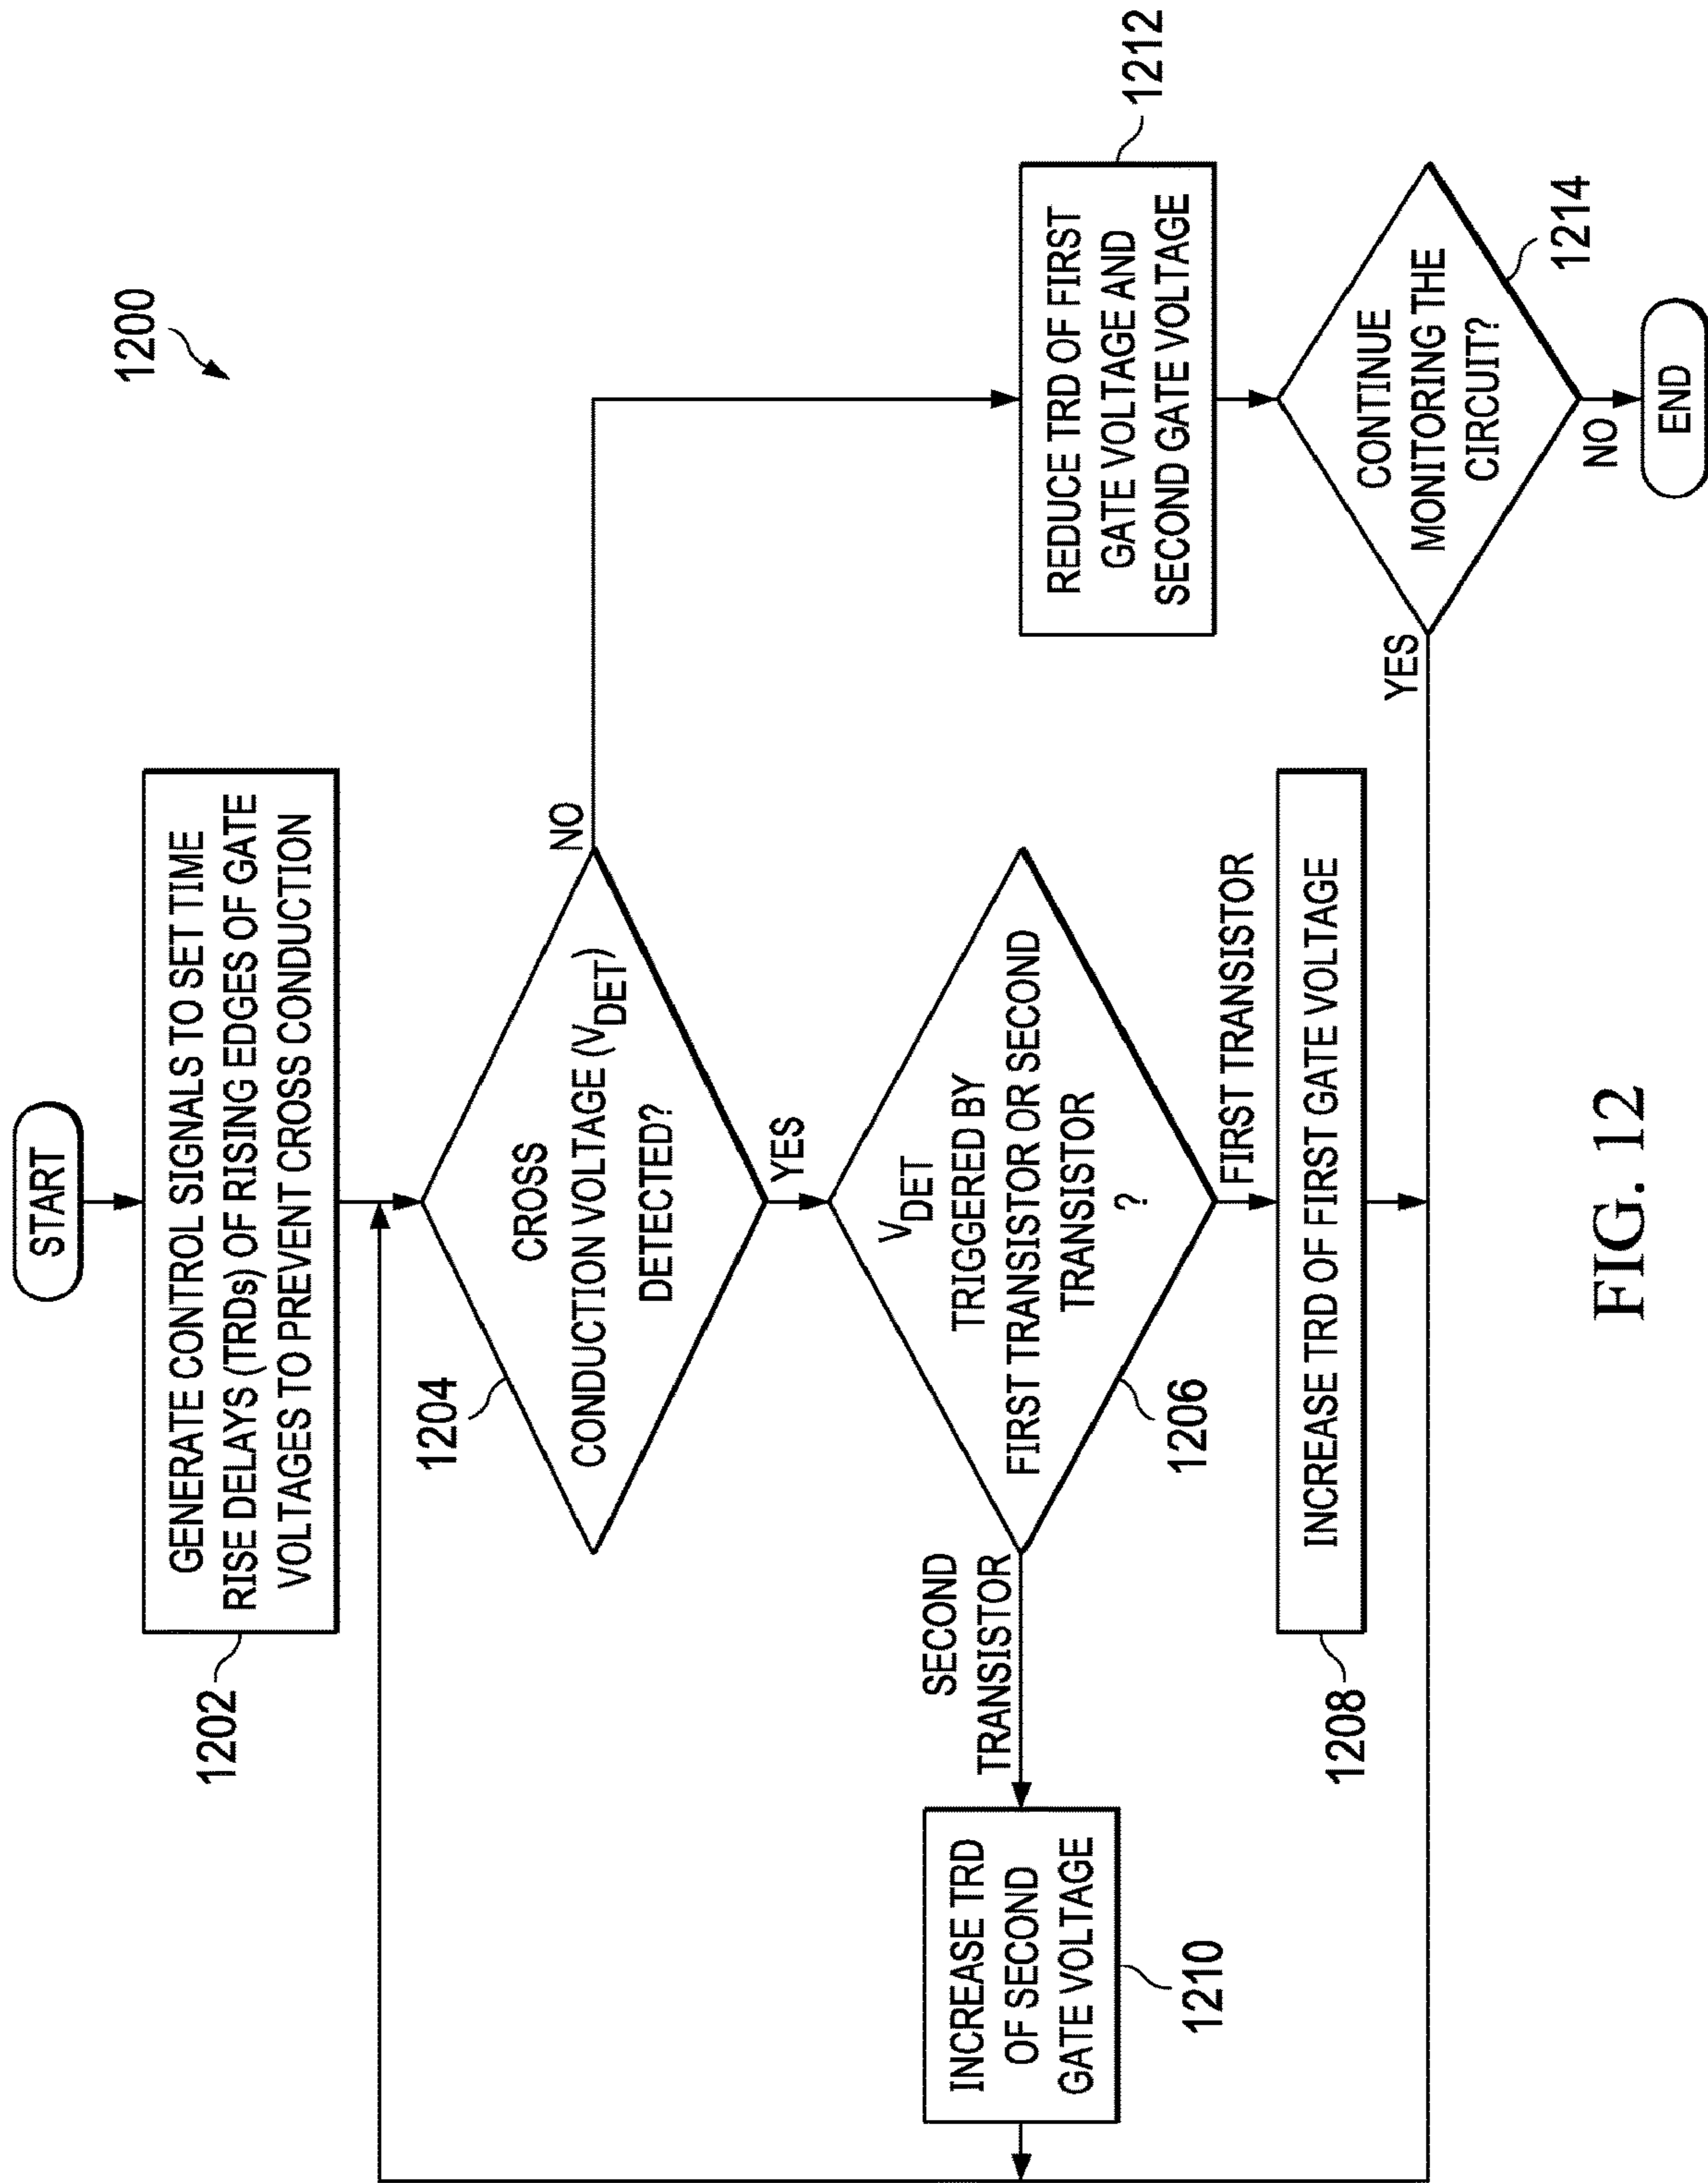 1200
START
1202
GENERATE CONTROL SIGNALS TO SET TIME
RISE DELAYS (TRDs) OF RISING EDGES OF GATE
VOLTAGES TO PREVENT CROSS CONDUCTION
1204
CROSS
CONDUCTION VOLTAGE (VDET)
DETECTED?
NO
YES
VDET
TRIGGERED BY
FIRST TRANSISTOR OR SECOND
TRANSISTOR
?
1206
SECOND
TRANSISTOR
FIRST TRANSISTOR
INCREASE TRD
OF SECOND
GATE VOLTAGE
1210
1208
INCREASE TRD OF FIRST GATE VOLTAGE
REDUCE TRD OF FIRST
GATE VOLTAGE AND
SECOND GATE VOLTAGE
1212
CONTINUE
MONITORING THE
CIRCUIT?
1214
YES
NO
END
FIG. 12